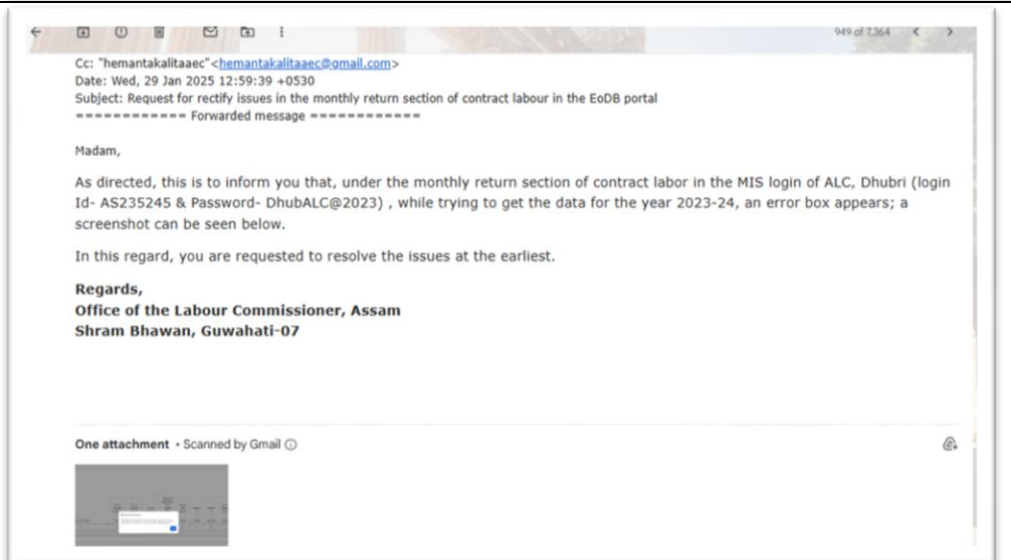 949 of 7,364
Cc: "hemantakalitaaec"<hemantakalitaaec@gmail.com>
Date: Wed, 29 Jan 2025 12:59:39 +0530
Subject: Request for rectify issues in the monthly return section of contract labour in the EoDB portal
============ Forwarded message ============
Madam,
As directed, this is to inform you that, under the monthly return section of contract labor in the MIS login of ALC, Dhubri (login
Id- AS235245 & Password- DhubALC@2023) , while trying to get the data for the year 2023-24, an error box appears; a
screenshot can be seen below.
In this regard, you are requested to resolve the issues at the earliest.
Regards,
Office of the Labour Commissioner, Assam
Shram Bhawan, Guwahati-07
One attachment • Scanned by Gmail